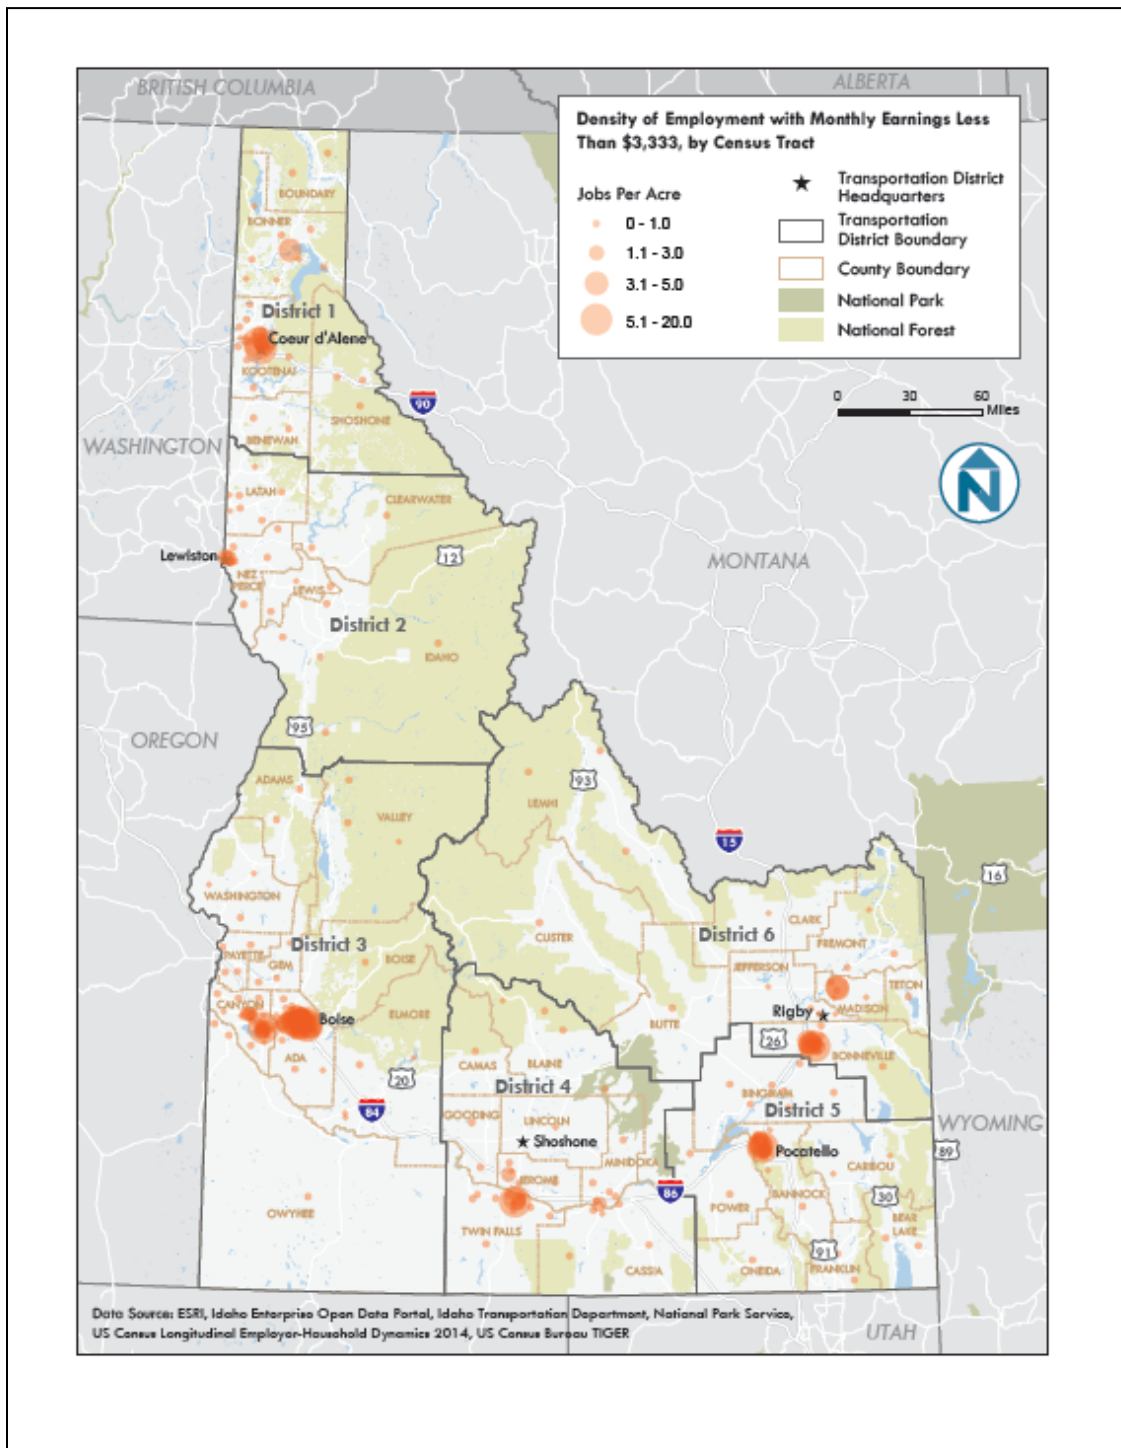 BRITISH COLUMBIA
ALBERTA
Density of Employment with Monthly Earnings Less
Than $3,333, by Census Tract
Jobs Per Acre
0 - 1.0
1.1 - 3.0
3.1 - 5.0
5.1 - 20.0
Transportation District
Headquarters
Transportation
District Boundary
County Boundary
National Park
National Forest
0 30 60
Miles
N
BOUNDARY
BONNER
District 1
Coeur d'Alene
KOOTENAI
90
SHOSHONE
BENEWAH
WASHINGTON
LATAH
CLEARWATER
Lewiston
12
NEZ
PERCE
LEWIS
MONTANA
District 2
IDAHO
95
OREGON
ADAMS
93
LEMHI
VALLEY
15
16
WASHINGTON
CLARK
District 3
CUSTER
District 6
FREMONT
PAYETTE
GEM
BOISE
JEFFERSON
TETON
CANYON
Boise
ELMORE
BUTTE
Rigby
MADISON
26
BONNEVILLE
ADA
CAMAS
BLAINE
20
District 4
BINGHAM
84
GOODING
LINCOLN
District 5
WYOMING
Shoshone
Pocatello
89
MINIDOKA
CARIBOU
JEROME
86
30
POWER
BANNOCK
OWYHEE
BEAR
LAKE
TWIN FALLS
91
CASSIA
ONEIDA
FRANKLIN
Data Source: ESRI, Idaho Enterprise Open Data Portal, Idaho Transportation Department, National Park Service,
US Census Longitudinal Employer-Household Dynamics 2014, US Census Bureau TIGER
UTAH